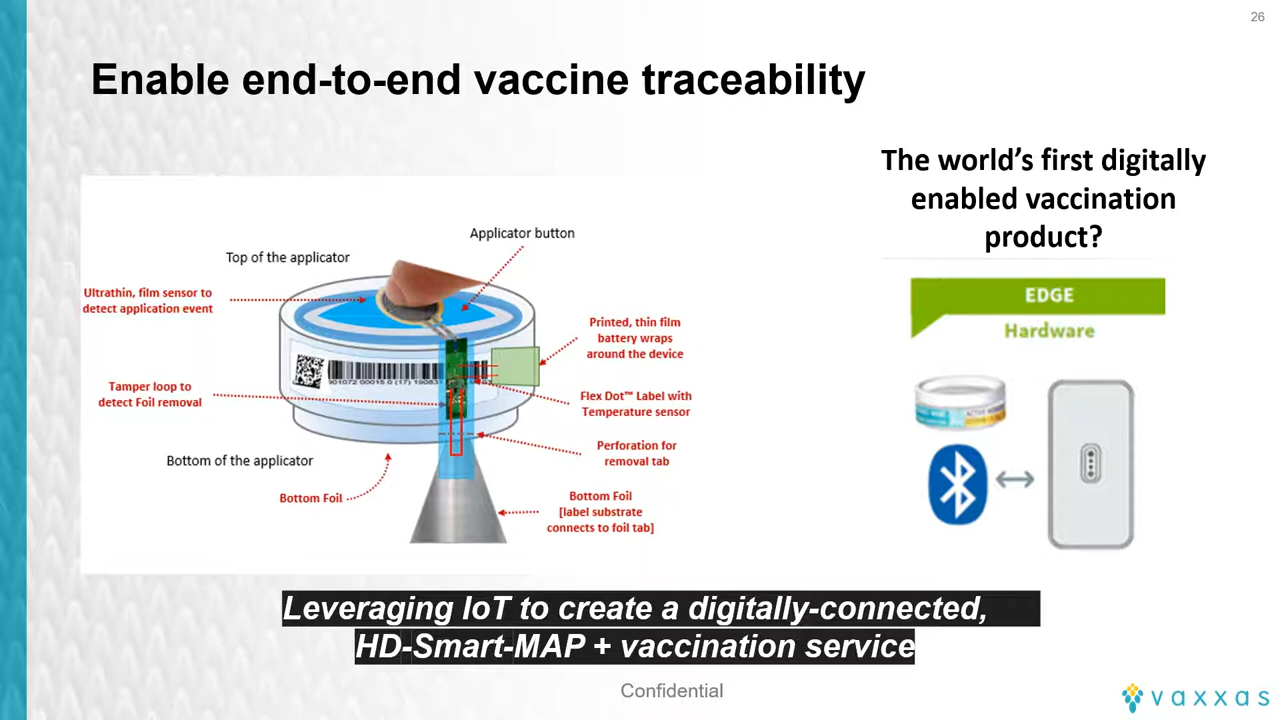 26
Enable end-to-end vaccine traceability
The world's first digitally
enabled vaccination
product?
Applicator button
Top of the applicator
Ultrathin, film sensor to
detect application event
Printed, thin film
battery wraps
around the device
Tamper loop to
detect Foil removal
Flex Dot™ Label with
Temperature sensor
Perforation for
removal tab
Bottom of the applicator
Bottom Foil
Bottom Foil
[label substrate
connects to foil tab]
EDGE
Hardware
Leveraging IoT to create a digitally-connected,
HD-Smart-MAP + vaccination service
Confidential
vaxxas